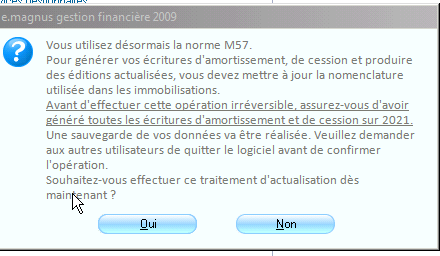 e.magnus gestion financière 2009
Vous utilisez désormais la norme M57.
Pour générer vos écritures d'amortissement, de cession et produire
des éditions actualisées, vous devez mettre à jour la nomenclature
utilisée dans les immobilisations.
Avant d'effectuer cette opération irréversible, assurez-vous d'avoir
généré toutes les écritures d'amortissement et de cession sur 2021.
Une sauvegarde de vos données va être réalisée. Veuillez demander
aux autres utilisateurs de quitter le logiciel avant de confirmer
l'opération.
Souhaitez-vous effectuer ce traitement d'actualisation dès
maintenant ?
Oui
Non